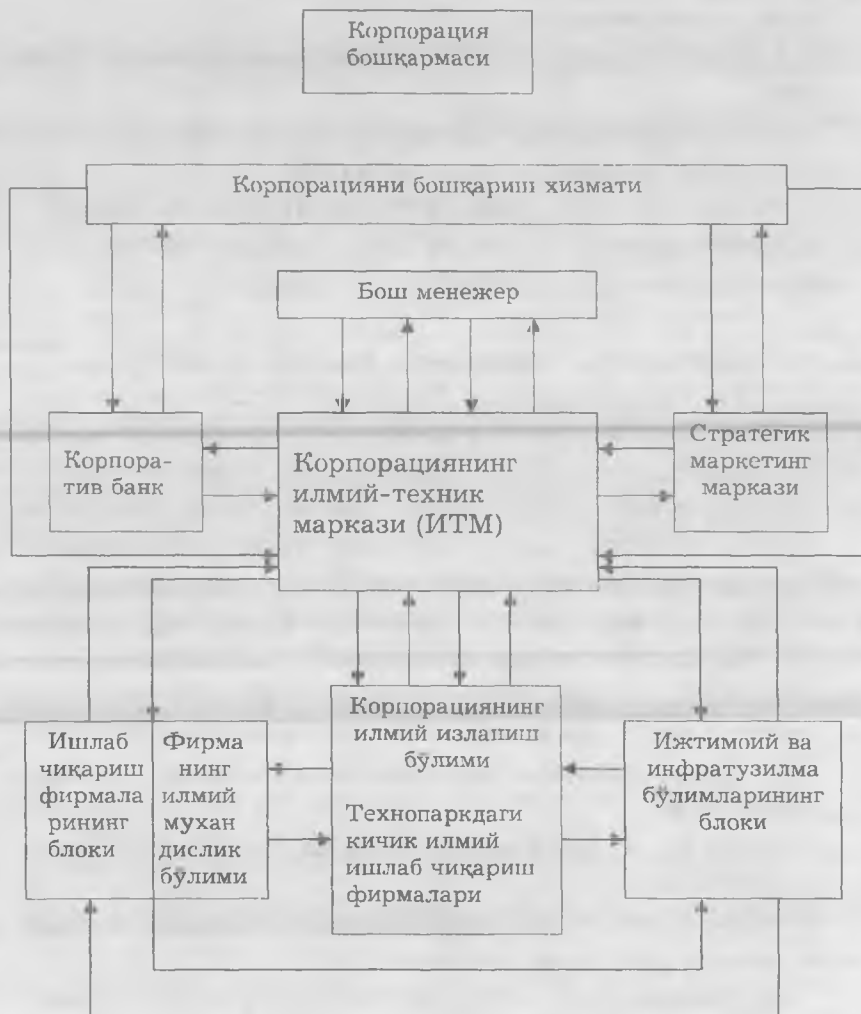 Корпорация
бошқармаси
Корпорацияни бошқариш хизмати
Бош менежер
Корпора-
тив банк
Корпорациянинг
илмий-техник
маркази (ИТМ)
Стратегик
маркетинг
маркази
Ишлаб
чиқариш
фирмала
рининг
блоки
Фирма
нинг
илмий
мухан
дислик
бўлими
Корпорациянинг
илмий изланиш
бўлими
Технопаркдаги
кичик илмий
ишлаб чиқариш
фирмалари
Ижтимоий ва
инфратузилма
бўлимларининг
блоки